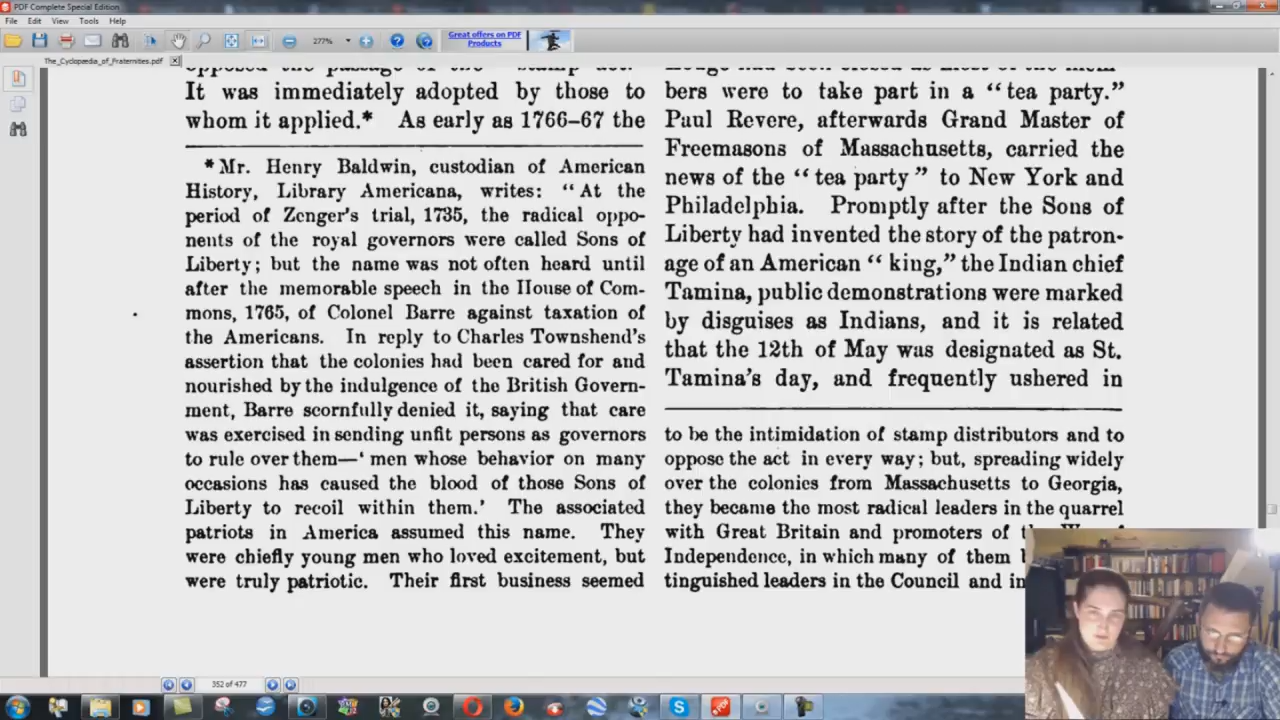 PDF Complete Special Edition
File Edit View Tools Help
277%
Great offers on PDF
Products
The_Cyclopædia_of_Fraternities.pdf
opposed the passage of the stamp act.
It was immediately adopted by those to
whom it applied.* As early as 1766–67 the
* Mr. Henry Baldwin, custodian of American
History, Library Americana, writes: “At the
period of Zenger's trial, 1735, the radical oppo-
nents of the royal governors were called Sons of
Liberty; but the name was not often heard until
after the memorable speech in the House of Com-
mons, 1765, of Colonel Barre against taxation of
the Americans. In reply to Charles Townshend's
assertion that the colonies had been cared for and
nourished by the indulgence of the British Govern-
ment, Barre scornfully denied it, saying that care
was exercised in sending unfit persons as governors
to rule over them—‘men whose behavior on many
occasions has caused the blood of those Sons of
Liberty to recoil within them.’ The associated
patriots in America assumed this name. They
were chiefly young men who loved excitement, but
were truly patriotic. Their first business seemed
bers were to take part in a “tea party.”
Paul Revere, afterwards Grand Master of
Freemasons of Massachusetts, carried the
news of the “tea party” to New York and
Philadelphia. Promptly after the Sons of
Liberty had invented the story of the patron-
age of an American “king,” the Indian chief
Tamina, public demonstrations were marked
by disguises as Indians, and it is related
that the 12th of May was designated as St.
Tamina's day, and frequently ushered in
to be the intimidation of stamp distributors and to
oppose the act in every way; but, spreading widely
over the colonies from Massachusetts to Georgia,
they became the most radical leaders in the quarrel
with Great Britain and promoters of
Independence, in which many of them
tinguished leaders in the Council and in
352 of 477